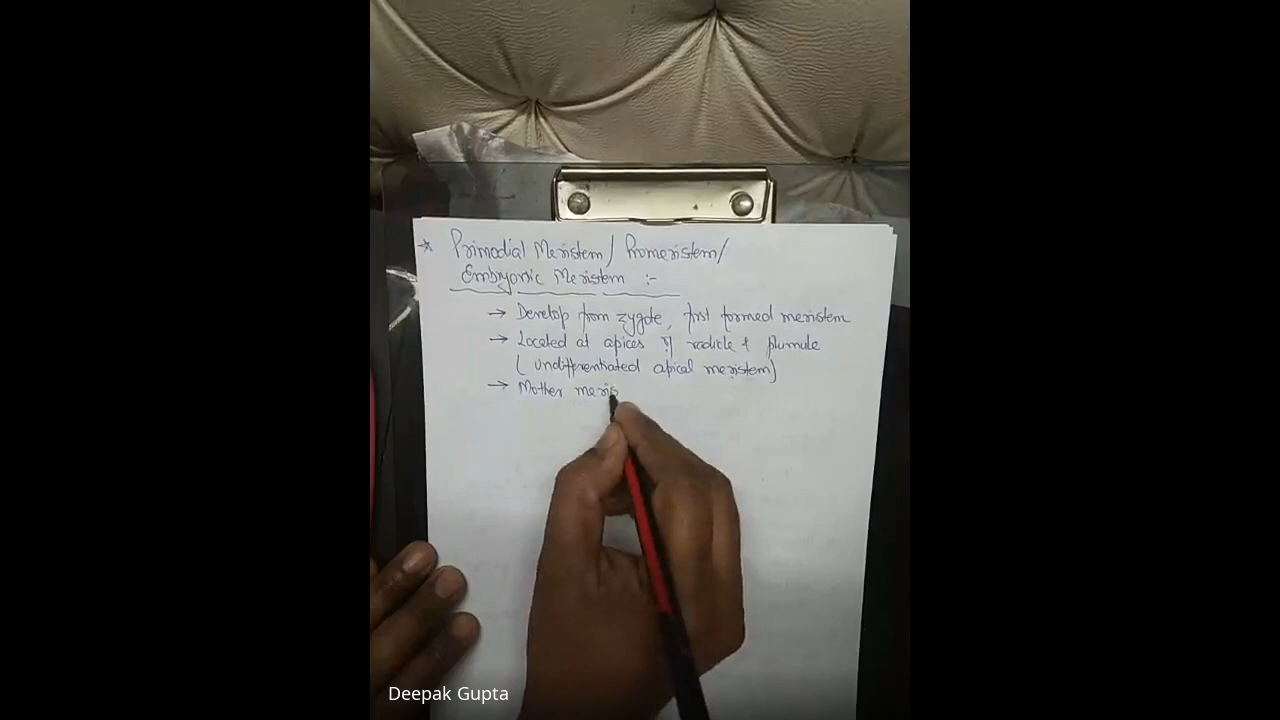 * Primodial Meristem / Promeristem /
Embryonic Meristem :-
→ Develop from zygote, first formed meristem
→ Located at apices of radicle & plumule
( undifferentiated apical meristem)
→ Mother meris
Deepak Gupta